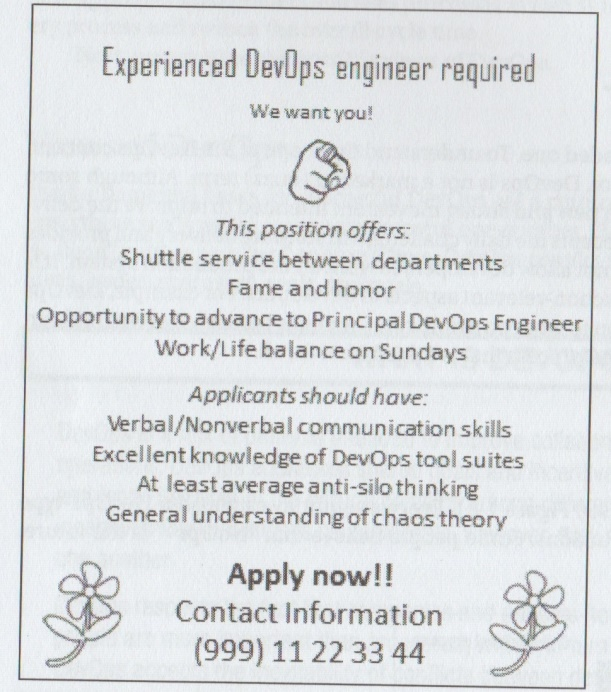 Experienced DevOps engineer required
We want you!
This position offers:
Shuttle service between departments
Fame and honor
Opportunity to advance to Principal DevOps Engineer
Work/Life balance on Sundays
Applicants should have:
Verbal/Nonverbal communication skills
Excellent knowledge of DevOps tool suites
At least average anti-silo thinking
General understanding of chaos theory
Apply now!!
Contact Information
(999) 11 22 33 44